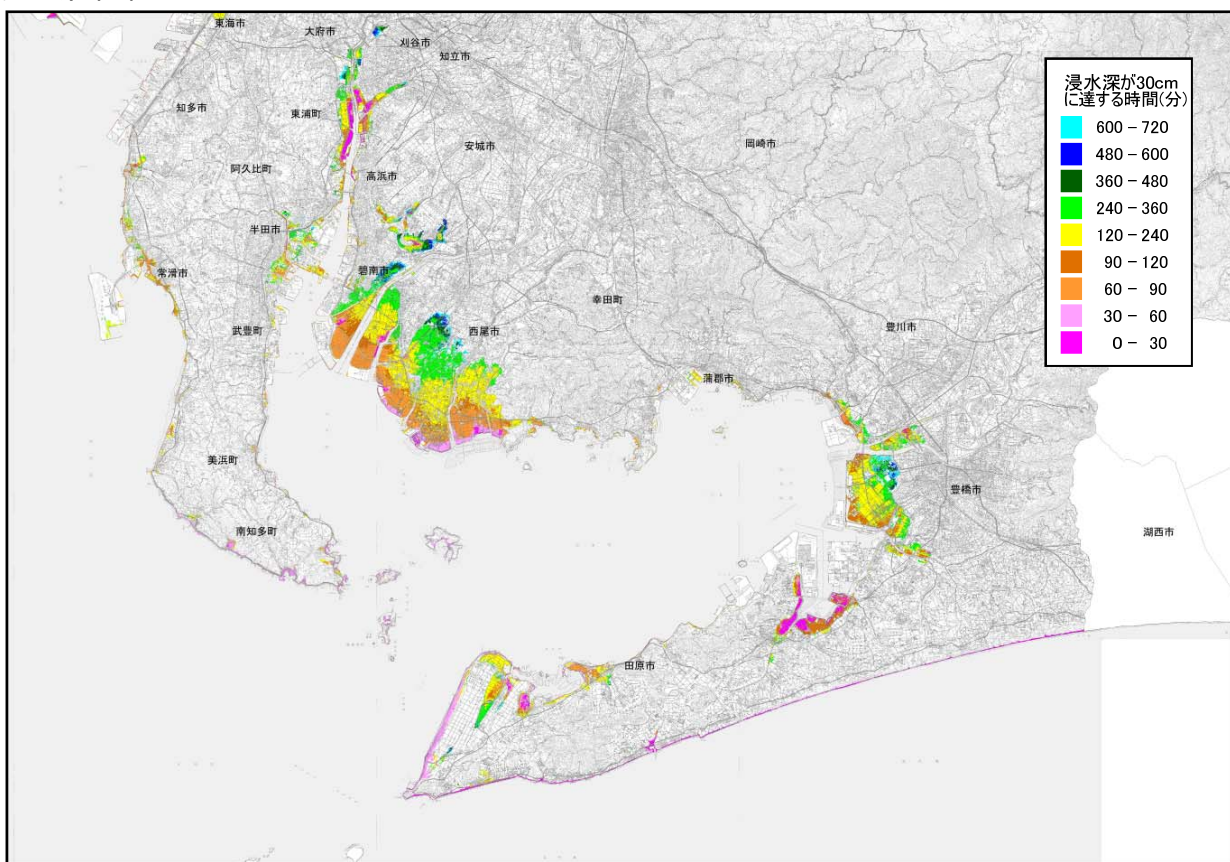 東海市
大府市
刈谷市
知立市
知多市
東浦町
安城市
岡崎市
阿久比町
高浜市
半田市
碧南市
常滑市
幸田町
武豊町
西尾市
豊川市
蒲郡市
美浜町
豊橋市
南知多町
湖西市
田原市
浸水深が30cm
に達する時間(分)
600－720
480－600
360－480
240－360
120－240
90－120
60－ 90
30－ 60
0－ 30